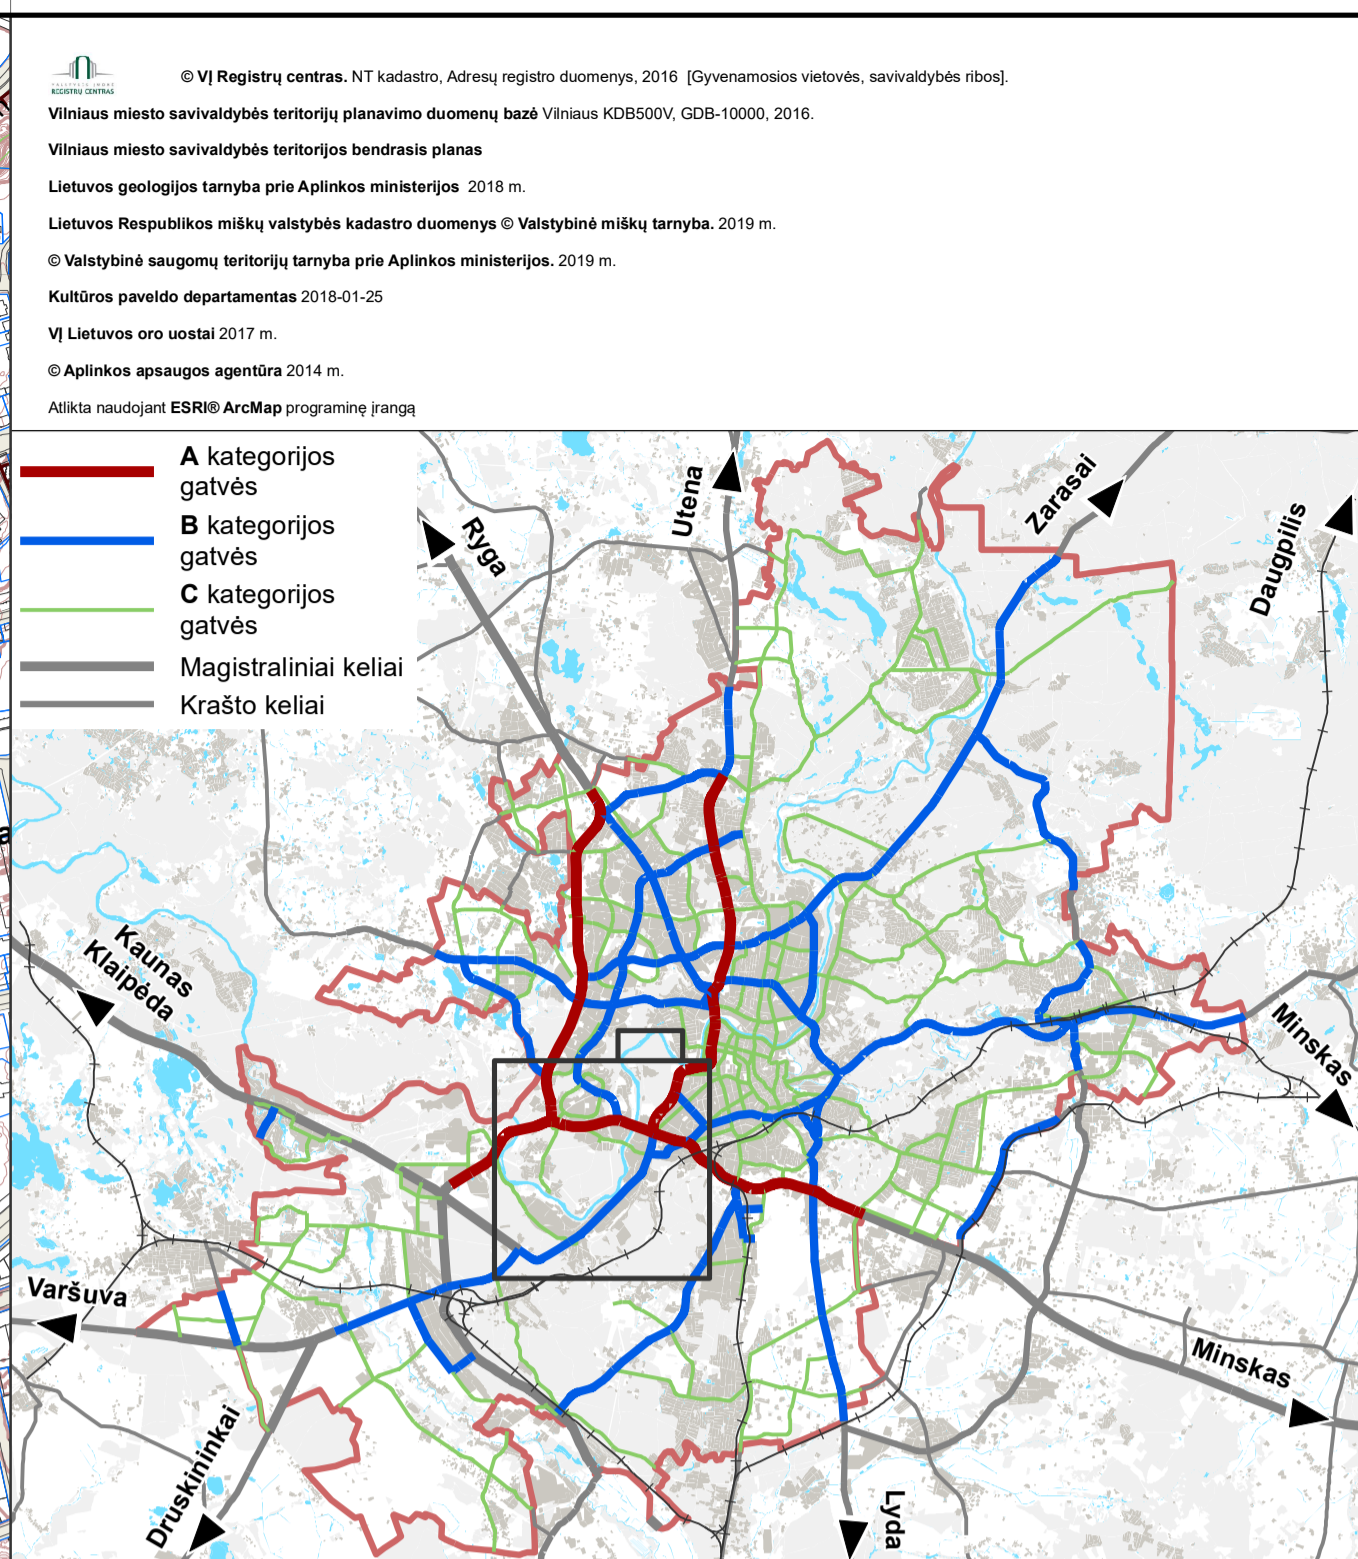 VALSTYBĖS ĮMONĖ
REGISTRŲ CENTRAS
© VĮ Registrų centras. NT kadastro, Adresų registro duomenys, 2016 [Gyvenamosios vietovės, savivaldybės ribos].
Vilniaus miesto savivaldybės teritorijų planavimo duomenų bazė Vilniaus KDB500V, GDB-10000, 2016.
Vilniaus miesto savivaldybės teritorijos bendrasis planas
Lietuvos geologijos tarnyba prie Aplinkos ministerijos 2018 m.
Lietuvos Respublikos miškų valstybės kadastro duomenys © Valstybinė miškų tarnyba. 2019 m.
© Valstybinė saugomų teritorijų tarnyba prie Aplinkos ministerijos. 2019 m.
Kultūros paveldo departamentas 2018-01-25
VĮ Lietuvos oro uostai 2017 m.
© Aplinkos apsaugos agentūra 2014 m.
Atlikta naudojant ESRI® ArcMap programinę įrangą
A kategorijos
gatvės
B kategorijos
gatvės
C kategorijos
gatvės
Magistraliniai keliai
Krašto keliai
Ryga
Utena
Zarasai
Daugpilis
Kaunas
Klaipėda
Minskas
Varšuva
Minskas
Druskininkai
Lyda